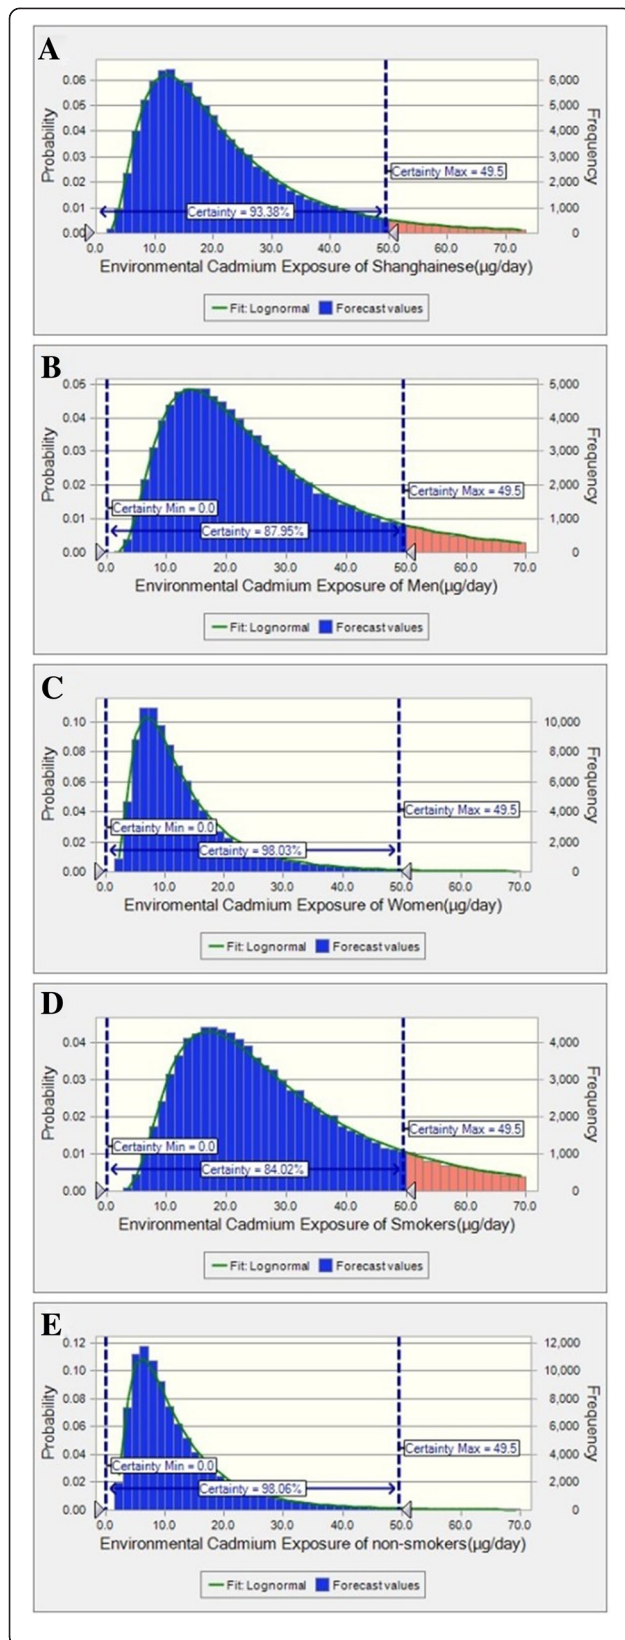 A
0.06 6,000
0.05 5,000
0.04 4,000
0.03 3,000
0.02 2,000
0.01 1,000
0.00 0
Probability
Frequency
Certainty Max = 49.5
Certainty = 93.38%
0.0 10.0 20.0 30.0 40.0 50.0 60.0 70.0
Environmental Cadmium Exposure of Shanghainese(µg/day)
Fit: Lognormal Forecast values
B
0.05 5,000
0.04 4,000
0.03 3,000
0.02 2,000
0.01 1,000
0.00 0
Probability
Frequency
Certainty Max = 49.5
Certainty Min = 0.0
Certainty = 87.95%
0.0 10.0 20.0 30.0 40.0 50.0 60.0 70.0
Environmental Cadmium Exposure of Men(µg/day)
Fit: Lognormal Forecast values
C
0.10 10,000
0.08 8,000
0.06 6,000
0.04 4,000
0.02 2,000
0.00 0
Probability
Frequency
Certainty Max = 49.5
Certainty Min = 0.0
Certainty = 98.03%
0.0 10.0 20.0 30.0 40.0 50.0 60.0 70.0
Enviromental Cadmium Exposure of Women(µg/day)
Fit: Lognormal Forecast values
D
0.04 4,000
0.03 3,000
0.02 2,000
0.01 1,000
0.00 0
Probability
Frequency
Certainty Max = 49.5
Certainty Min = 0.0
Certainty = 84.02%
0.0 10.0 20.0 30.0 40.0 50.0 60.0 70.0
Environmental Cadmium Exposure of Smokers(µg/day)
Fit: Lognormal Forecast values
E
0.12 12,000
0.10 10,000
0.08 8,000
0.06 6,000
0.04 4,000
0.02 2,000
0.00 0
Probability
Frequency
Certainty Max = 49.5
Certainty Min = 0.0
Certainty = 98.06%
0.0 10.0 20.0 30.0 40.0 50.0 60.0 70.0
Environmental Cadmium Exposure of non-smokers(µg/day)
Fit: Lognormal Forecast values